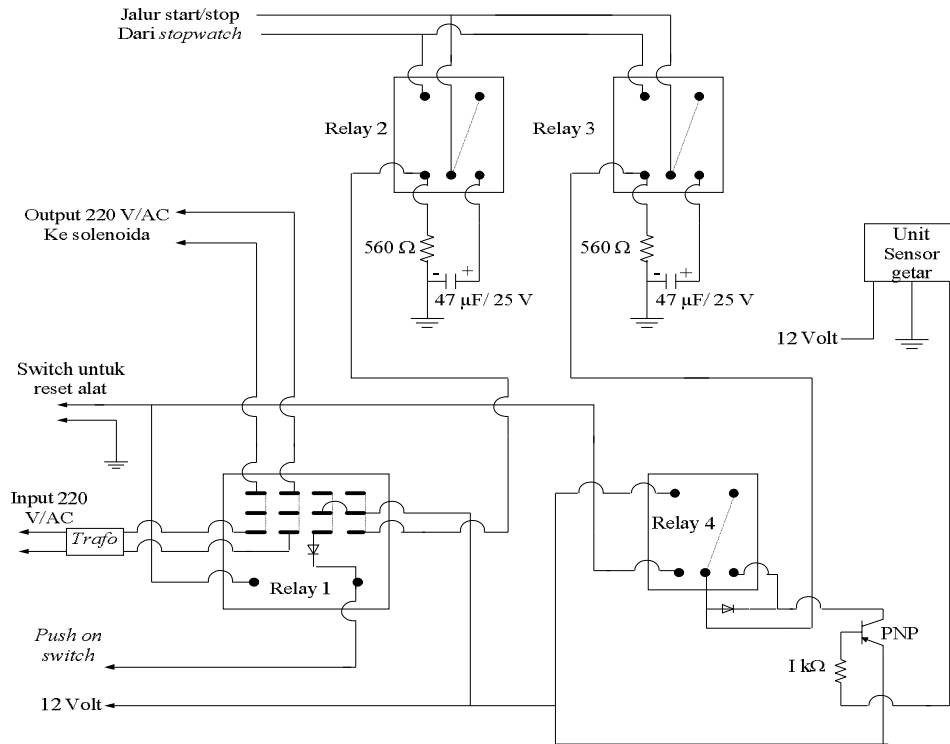 Jalur start/stop
Dari stopwatch
Relay 2
Relay 3
Output 220 V/AC
Ke solenoida
560 Ω
- +
47 µF/ 25 V
560 Ω
- +
47 µF/ 25 V
Unit
Sensor
getar
12 Volt
Switch untuk
reset alat
Input 220
V/AC
Trafo
Relay 1
Relay 4
Push on
switch
PNP
1 kΩ
12 Volt